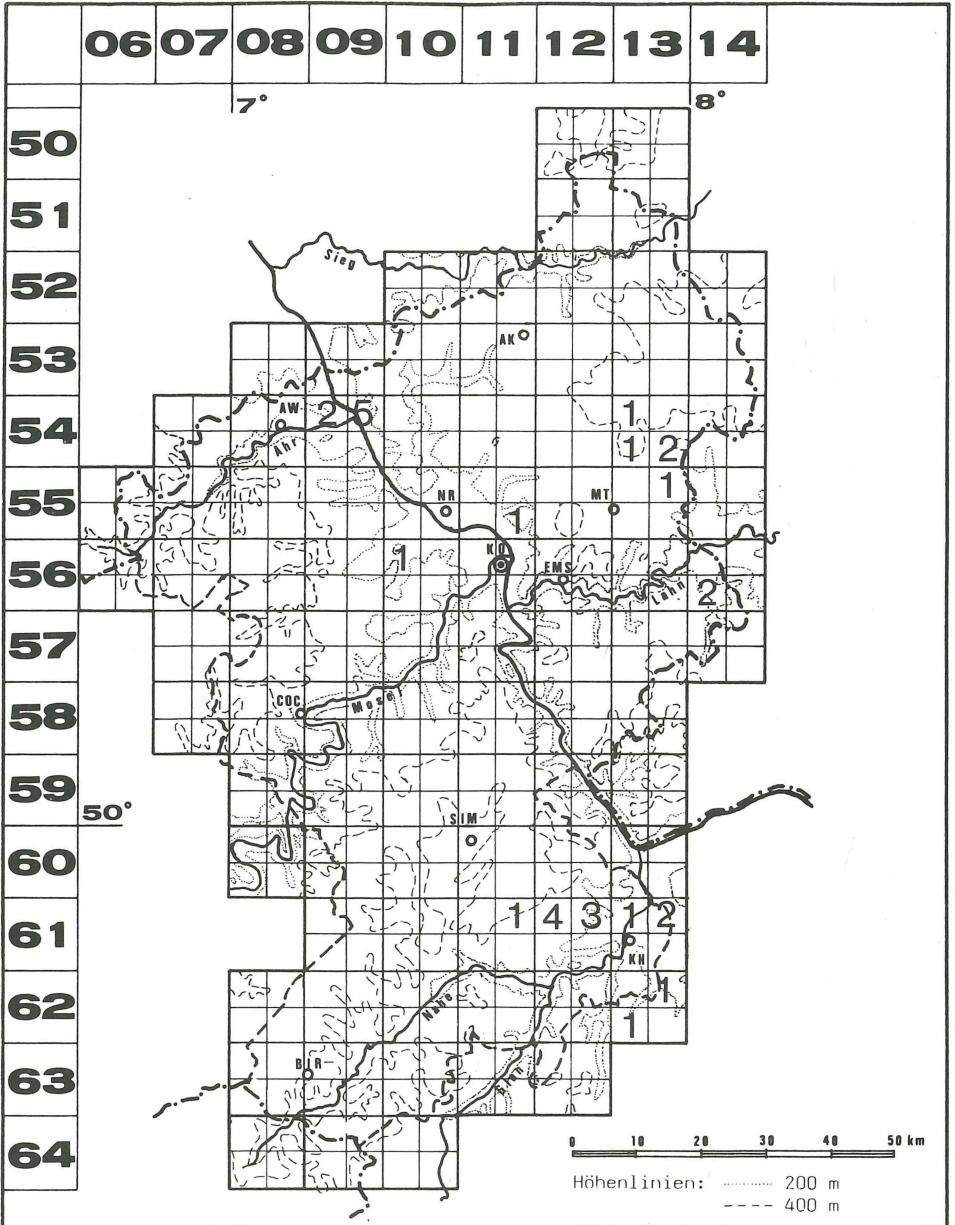 06 07 08 09 10 11 12 13 14
7° 8°
50
51
Sieg
52
53
AK
AW 2 5 1
54
Ahr
1 2
55
1
NR MT
1
KO
1
56
EMS
Lahn
2
57
COC
Mosel
58
59
50°
SIM
60
1 4 3 1 2
61
KH
1
Nahe
62
1
BIR
63
Glan
64
0 10 20 30 40 50 km
Höhenlinien: ............ 200 m
---- 400 m